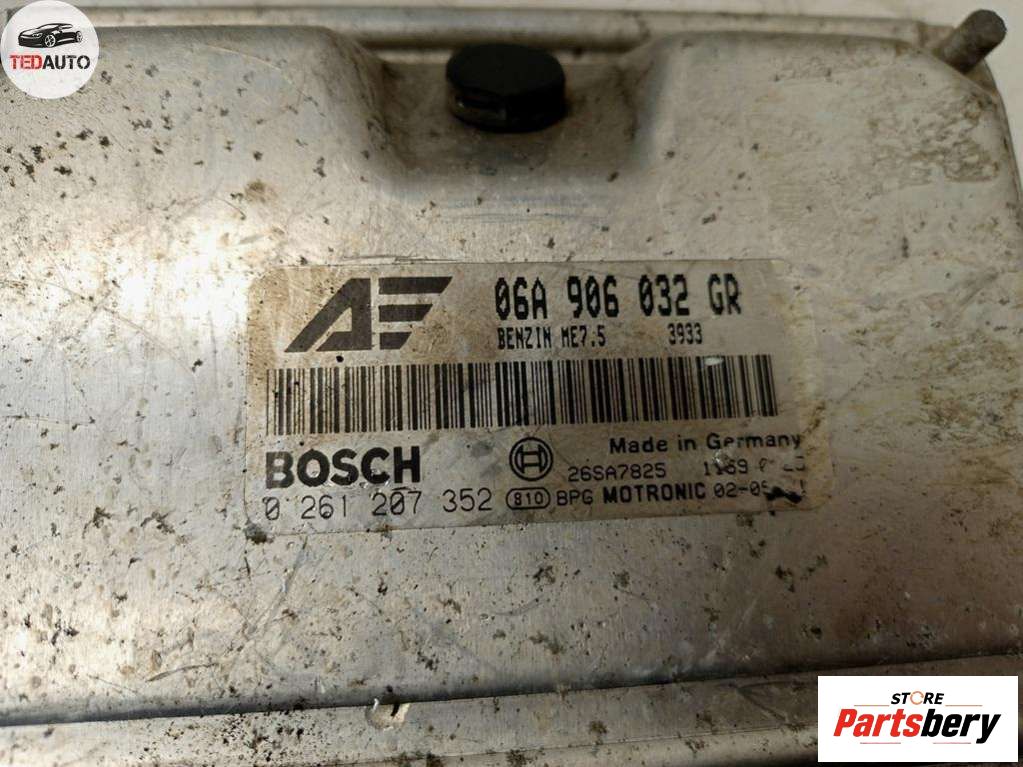 TEDAUTO
06A 906 032 GR
BENZIN ME7.5 3933
BOSCH
Made in Germany
26SA7825
0 261 207 352 810 BPG MOTRONIC
STORE
Partsbery